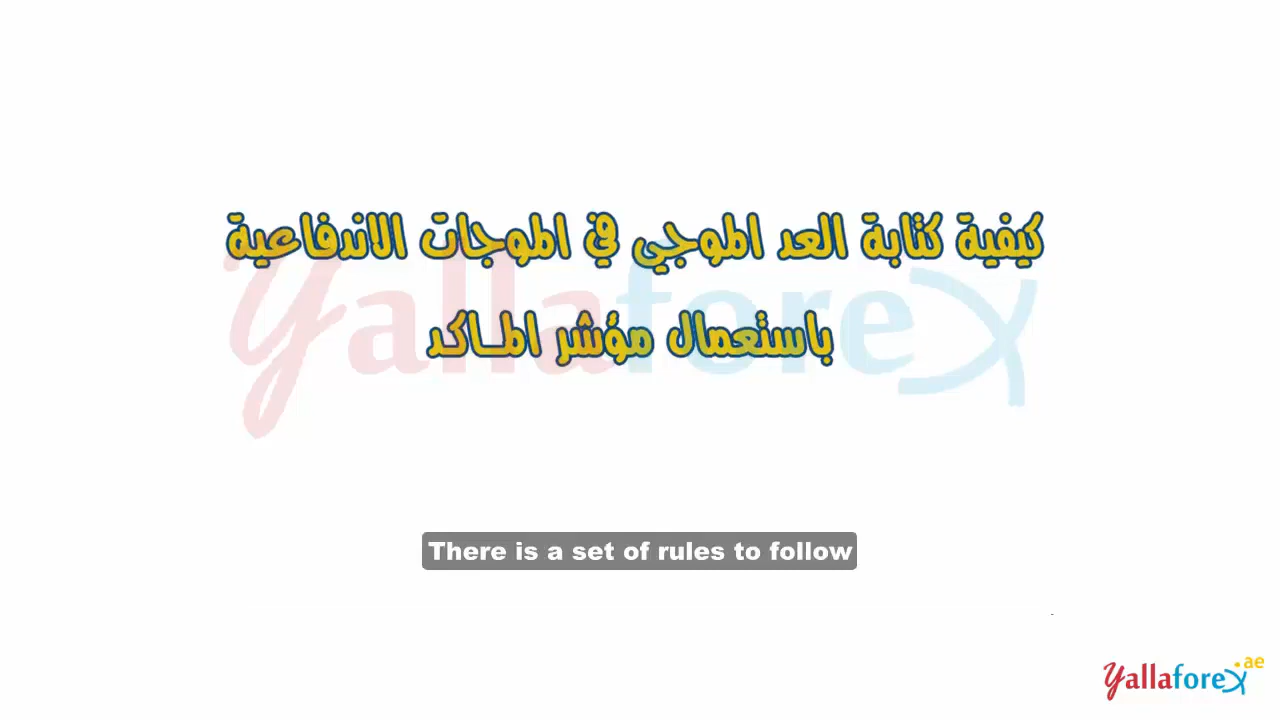 كيفية كتابة العد الموجي في الموجات الاندفاعية
باستعمال مؤشر المــاكد
yallaforex
There is a set of rules to follow
yallaforex.ae